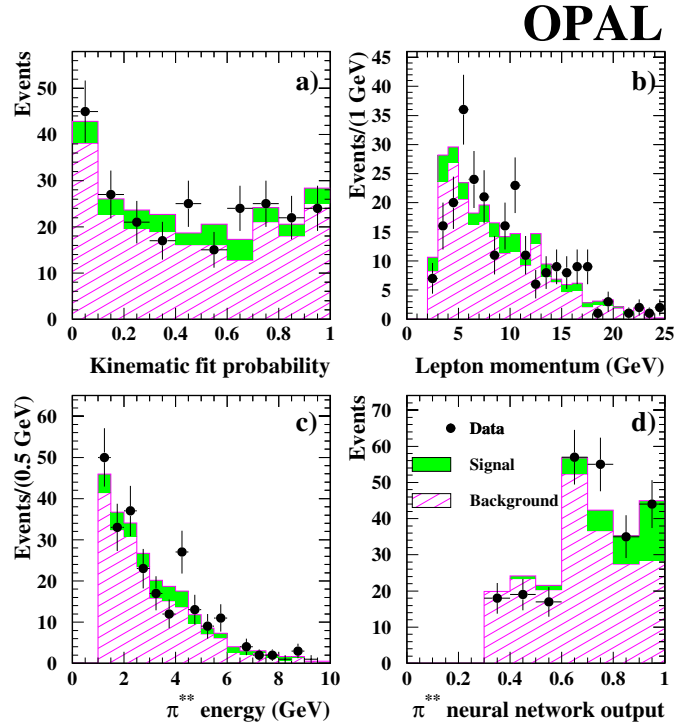 OPAL
Events
a)
50
40
30
20
10
0
0 0.2 0.4 0.6 0.8 1
Kinematic fit probability
Events/(1 GeV)
b)
45
40
35
30
25
20
15
10
5
0
0 5 10 15 20 25
Lepton momentum (GeV)
Events/(0.5 GeV)
c)
60
50
40
30
20
10
0
0 2 4 6 8 10
π** energy (GeV)
Events
d)
70
60
50
40
30
20
10
0
Data
Signal
Background
0 0.2 0.4 0.6 0.8 1
π** neural network output